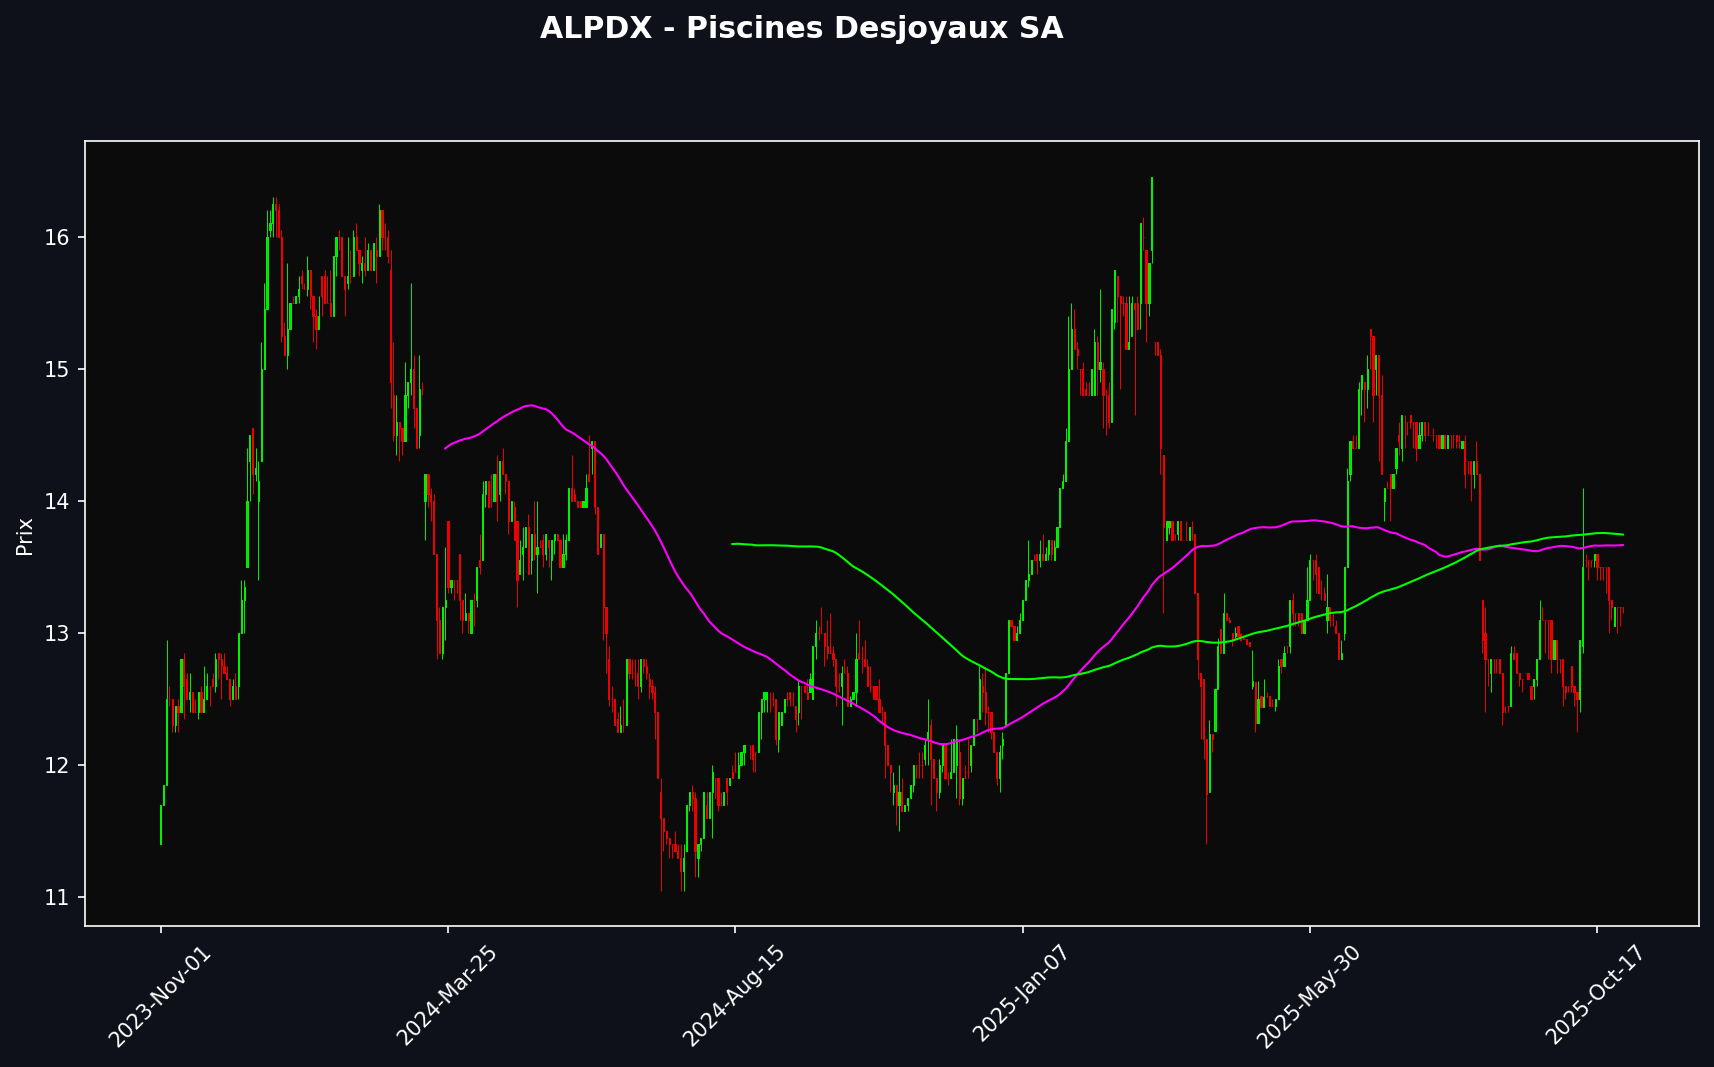 ALPDX - Piscines Desjoyaux SA
Prix
16
15
14
13
12
11
2023-Nov-01
2024-Mar-25
2024-Aug-15
2025-Jan-07
2025-May-30
2025-Oct-17